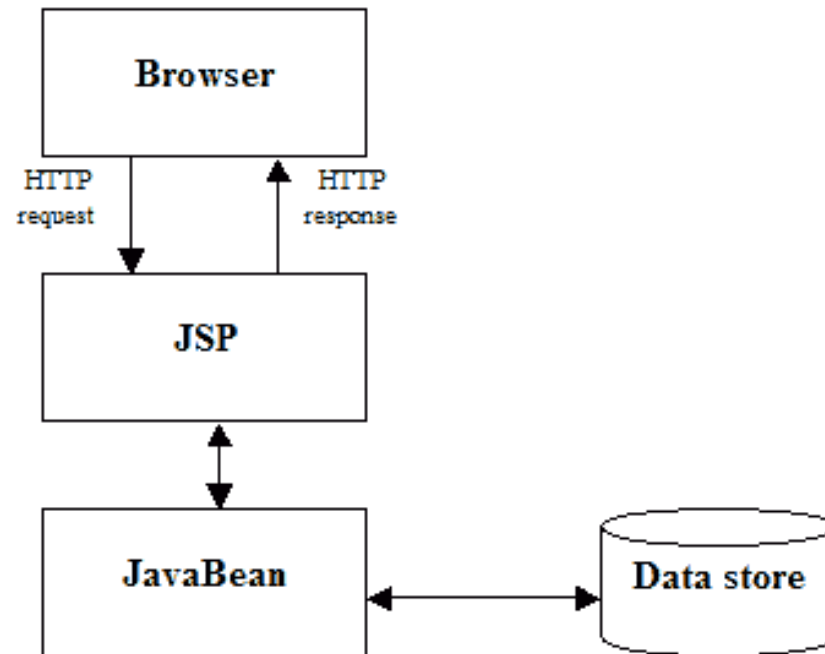 Browser
HTTP
request
HTTP
response
JSP
JavaBean
Data store